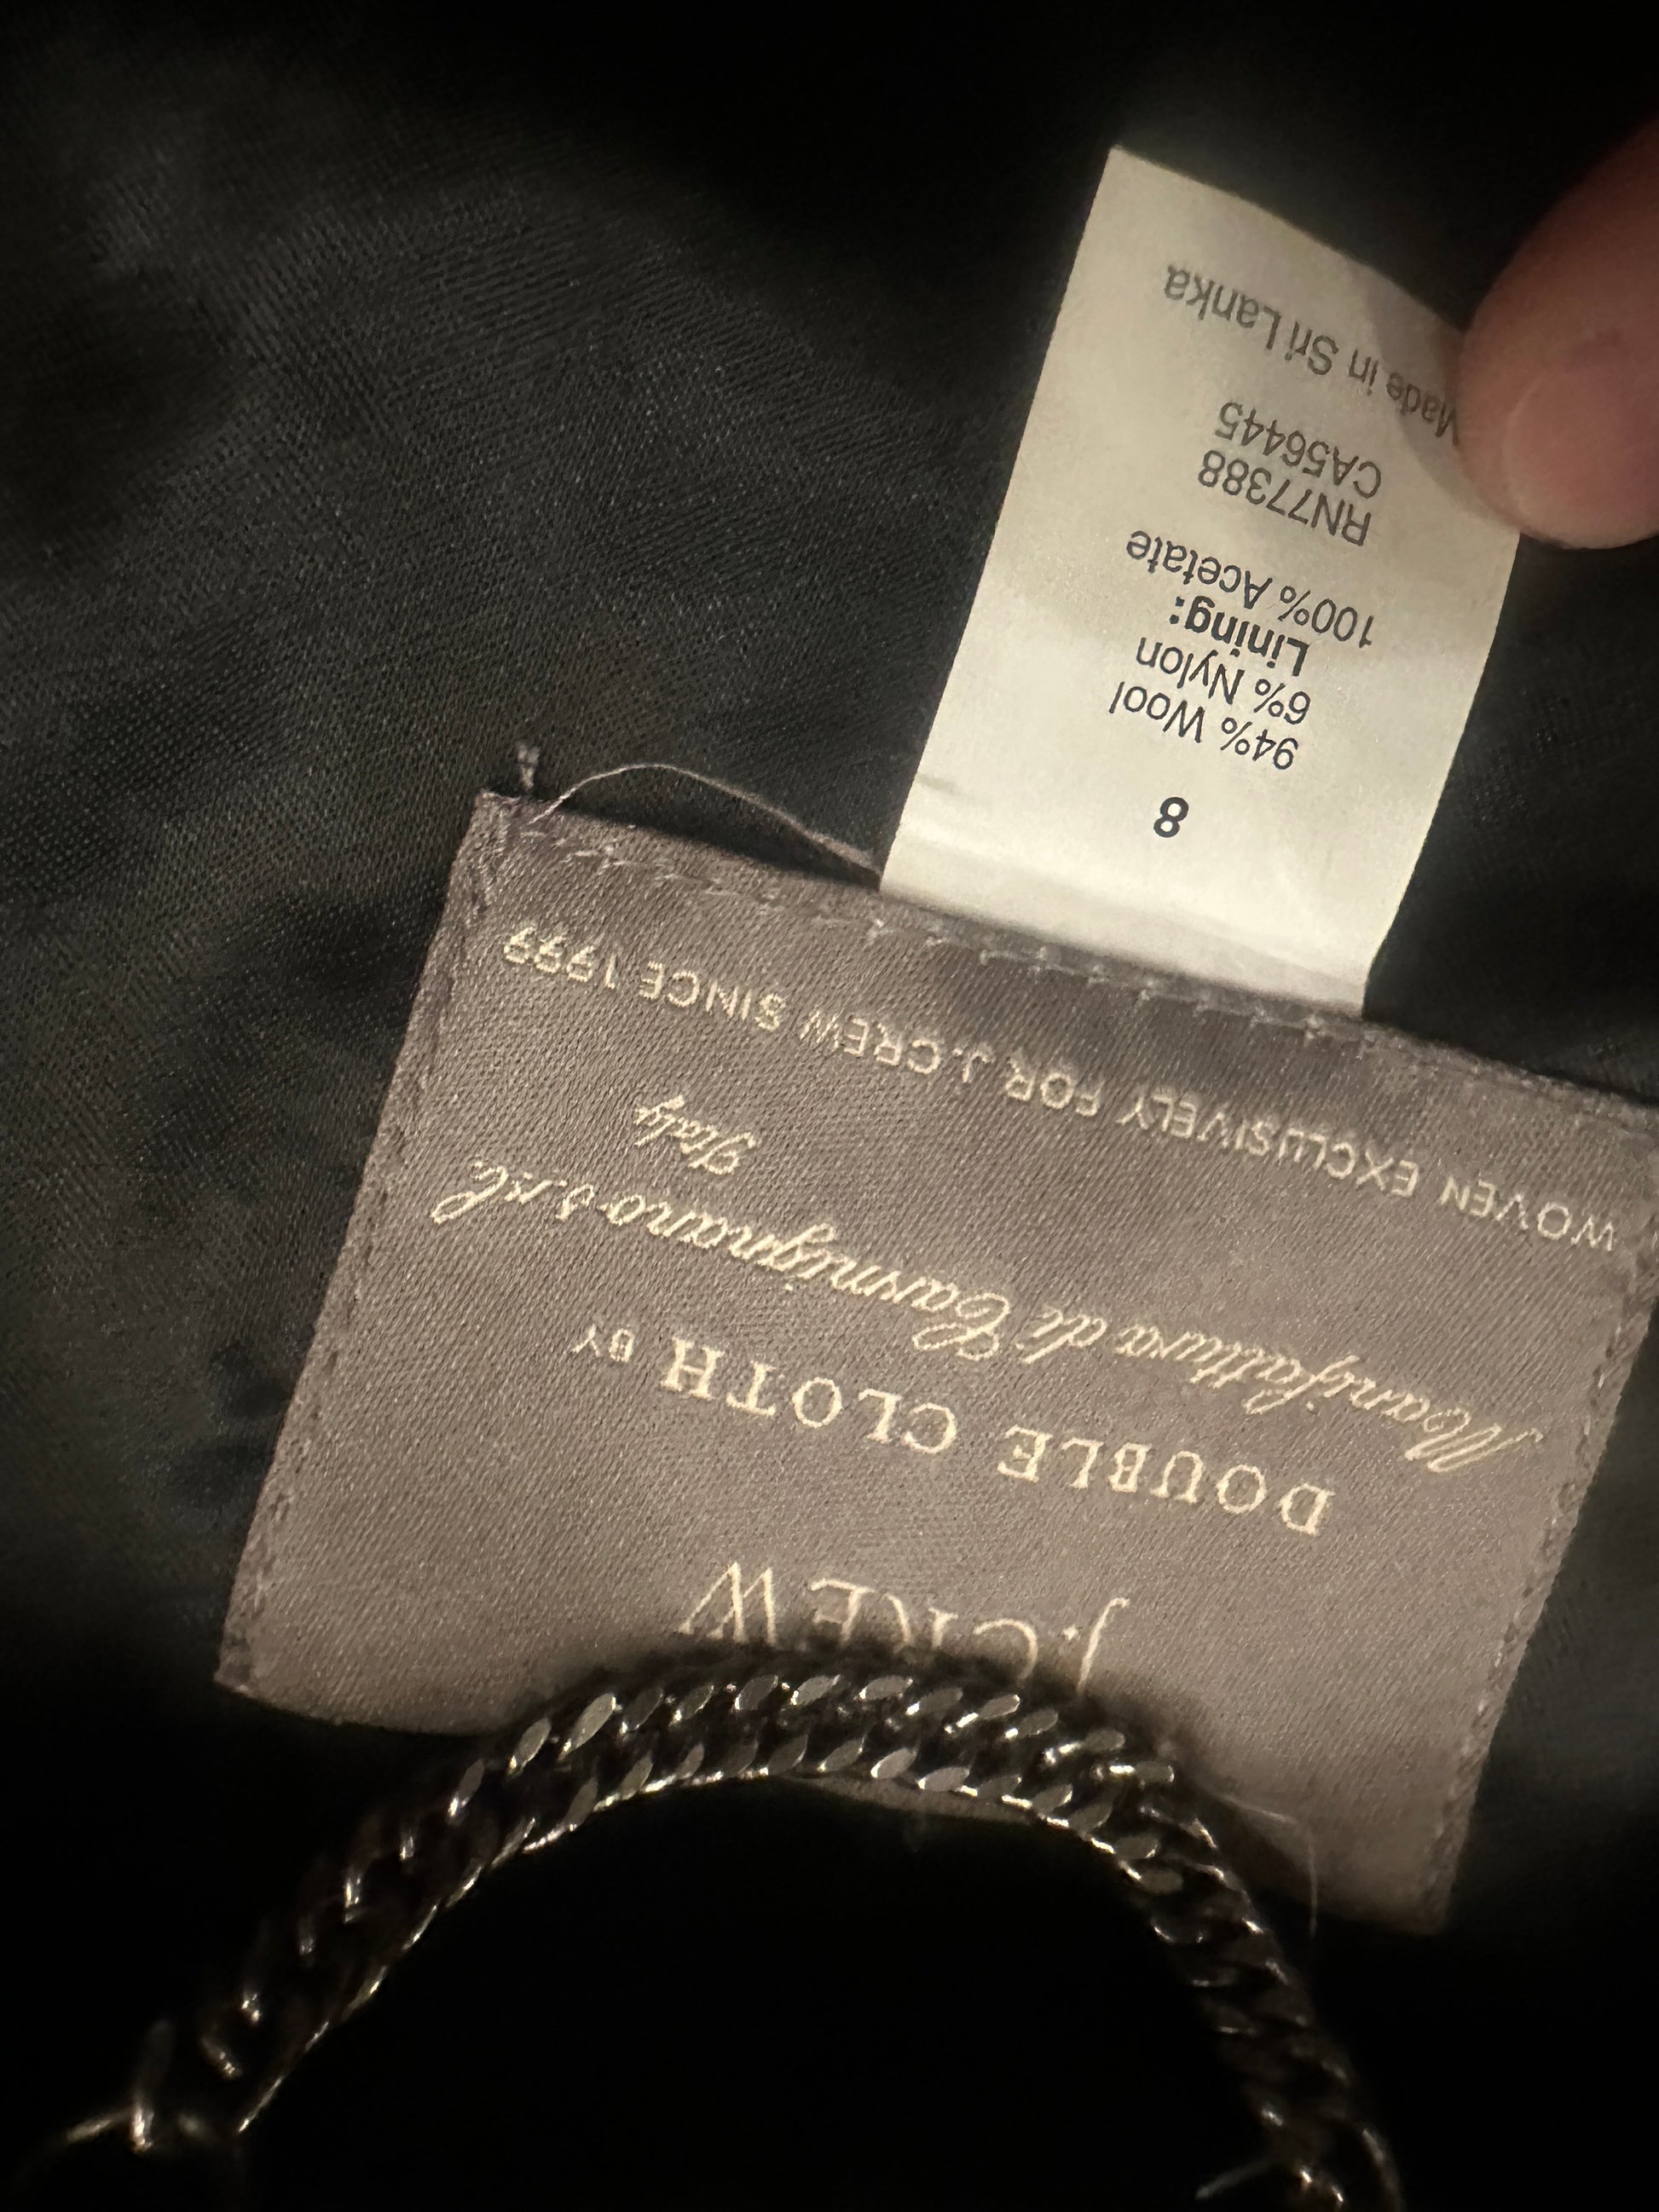 J.CREW
DOUBLE CLOTH BY
Manifattura di Carmignano s.r.l.
Italy
WOVEN EXCLUSIVELY FOR J.CREW SINCE 1999
8
94% Wool
6% Nylon
Lining:
100% Acetate
RN77388
CA56445
Made in Sri Lanka